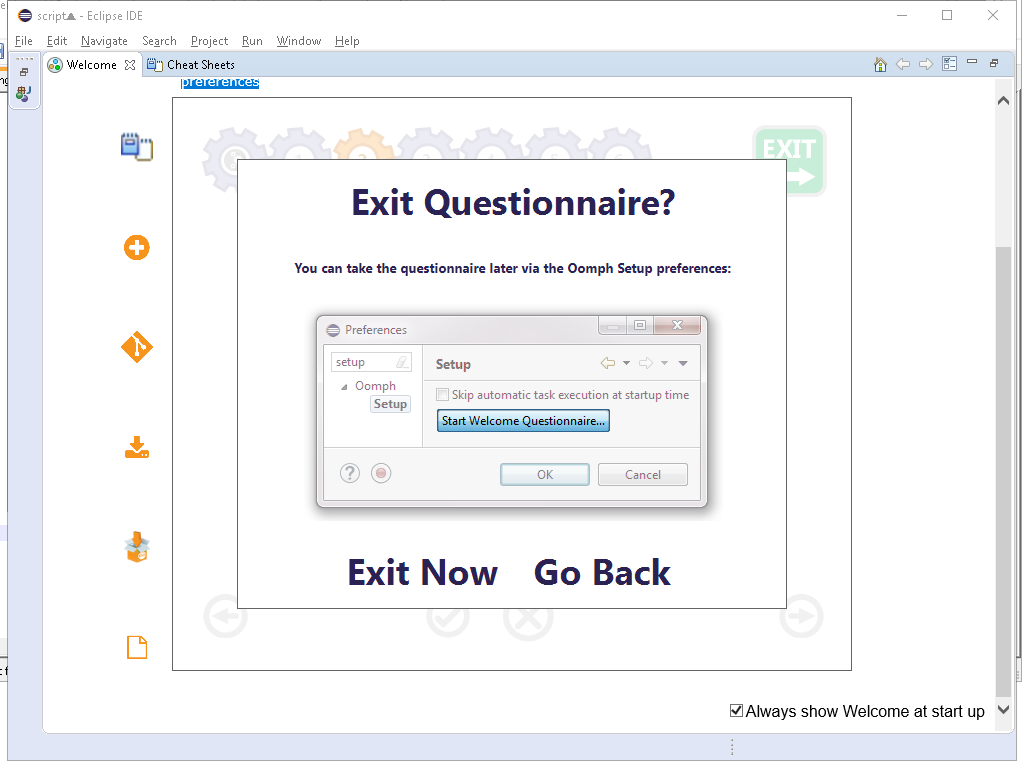 script▲ - Eclipse IDE
File Edit Navigate Search Project Run Window Help
Welcome Cheat Sheets
preferences
EXIT
Exit Questionnaire?
You can take the questionnaire later via the Oomph Setup preferences:
Preferences
setup
Setup
Oomph
Skip automatic task execution at startup time
Setup
Start Welcome Questionnaire...
? OK Cancel
Exit Now Go Back
Always show Welcome at start up